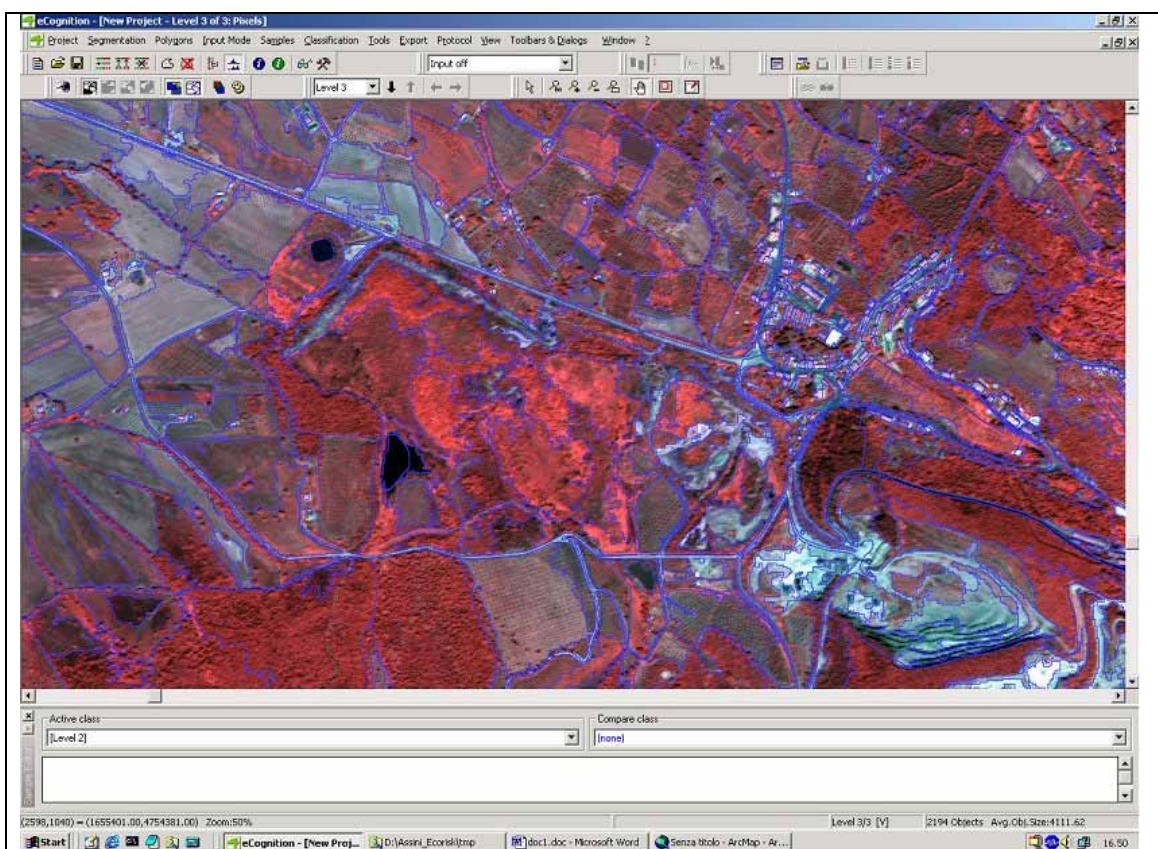 eCognition - [New Project - Level 3 of 3: Pixels]
Project Segmentation Polygons Input Mode Samples Classification Tools Export Protocol View Toolbars & Dialogs Window ?
Input off
Level 3
Active class
[Level 2]
Compare class
(none)
(2598,1040) = (1655401.00,4754381.00) Zoom:50%
Level 3/3 [V]
2194 Objects Avg.Obj.Size:4111.62
Start
eCognition - [New Proj...
D:\Assini_Ecorisk\tmp
doc1.doc - Microsoft Word
Senza titolo - ArcMap - Ar...
16.50